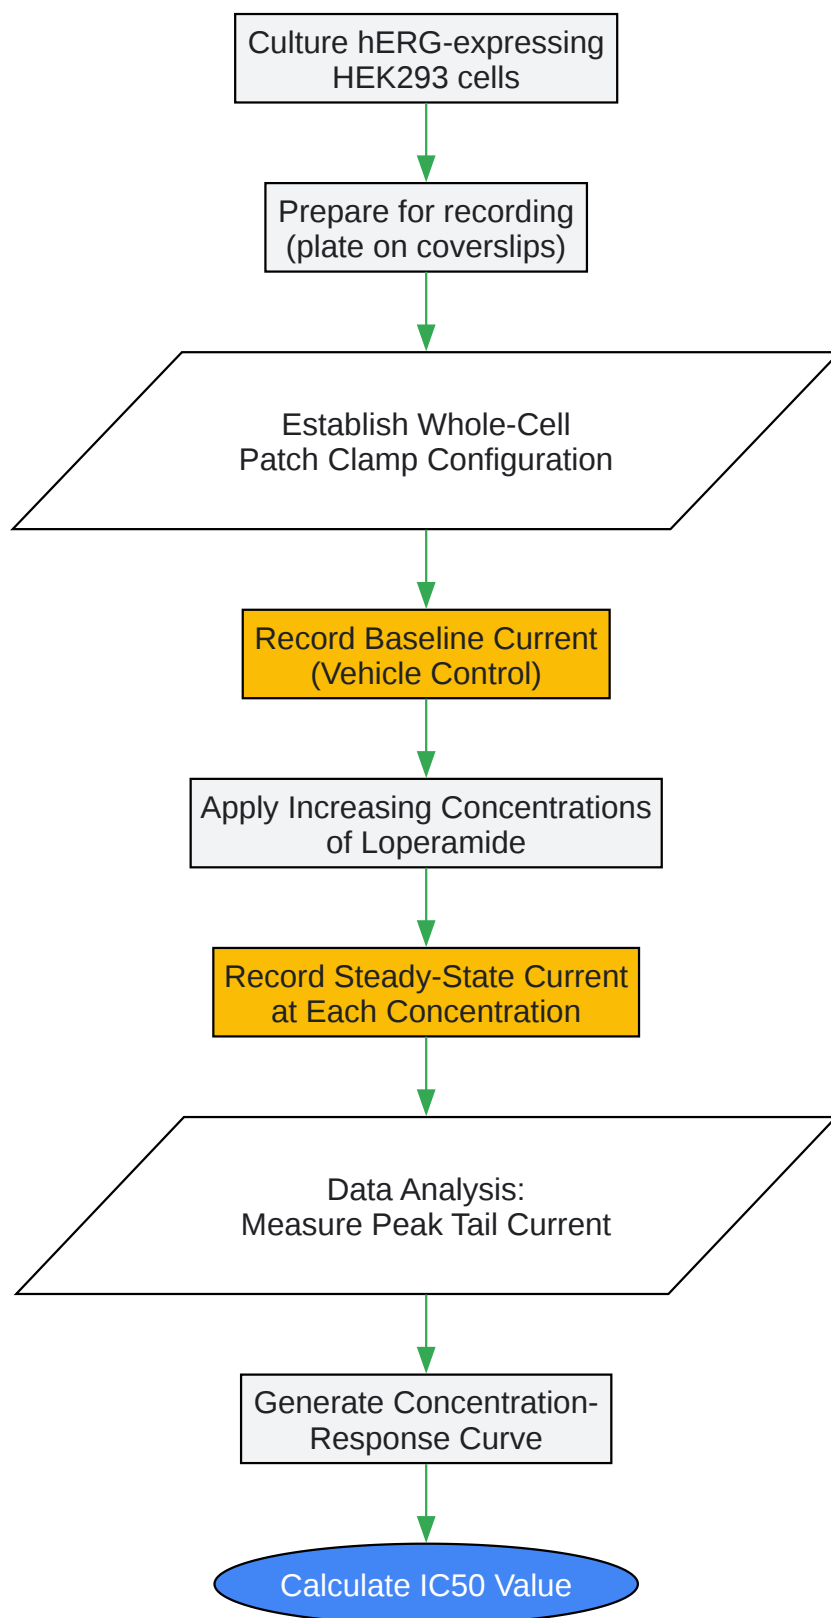 Culture hERG-expressing
HEK293 cells
Prepare for recording
(plate on coverslips)
Establish Whole-Cell
Patch Clamp Configuration
Record Baseline Current
(Vehicle Control)
Apply Increasing Concentrations
of Loperamide
Record Steady-State Current
at Each Concentration
Data Analysis:
Measure Peak Tail Current
Generate Concentration-
Response Curve
Calculate IC50 Value